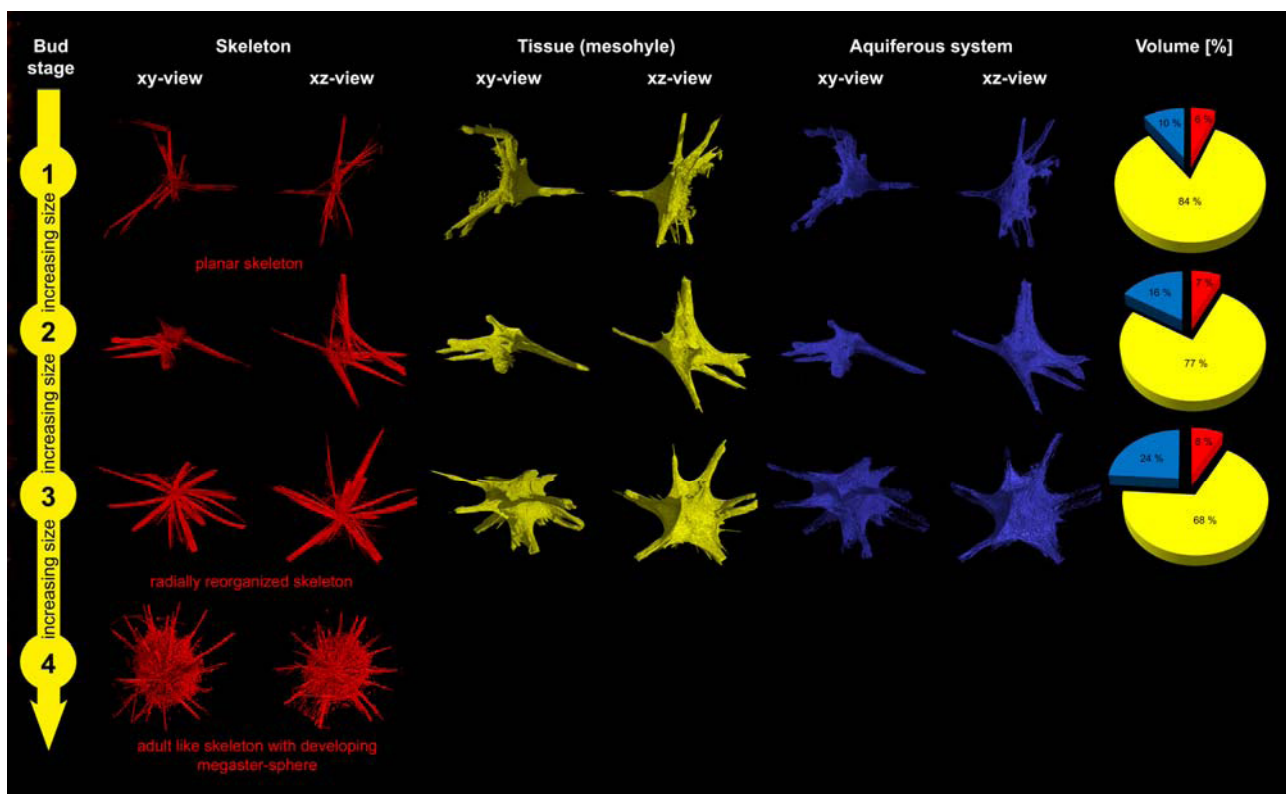 Bud
stage
Skeleton
Tissue (mesohyle)
Aquiferous system
Volume [%]
xy-view
xz-view
xy-view
xz-view
xy-view
xz-view
1
10 %
6 %
84 %
planar skeleton
increasing size
2
16 %
7 %
77 %
increasing size
3
24 %
8 %
68 %
radially reorganized skeleton
increasing size
4
adult like skeleton with developing
megaster-sphere